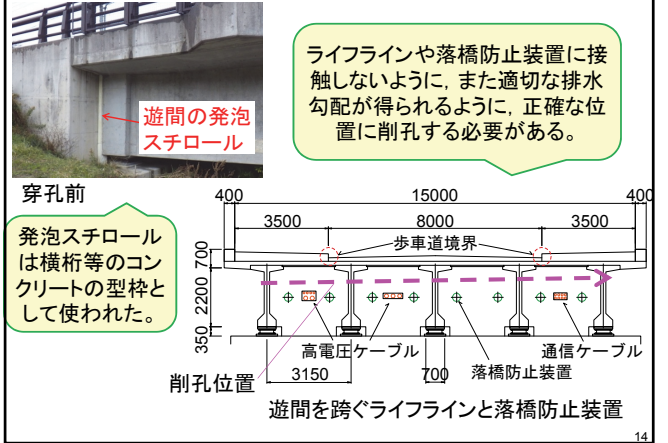 遊間の発泡
スチロール
ライフラインや落橋防止装置に接
触しないように，また適切な排水
勾配が得られるように，正確な位
置に削孔する必要がある。
穿孔前
発泡スチロール
は横桁等のコン
クリートの型枠と
して使われた。
400 15000 400
3500 8000 3500
歩車道境界
700
2200
350
高電圧ケーブル
通信ケーブル
落橋防止装置
3150
700
削孔位置
遊間を跨ぐライフラインと落橋防止装置
14